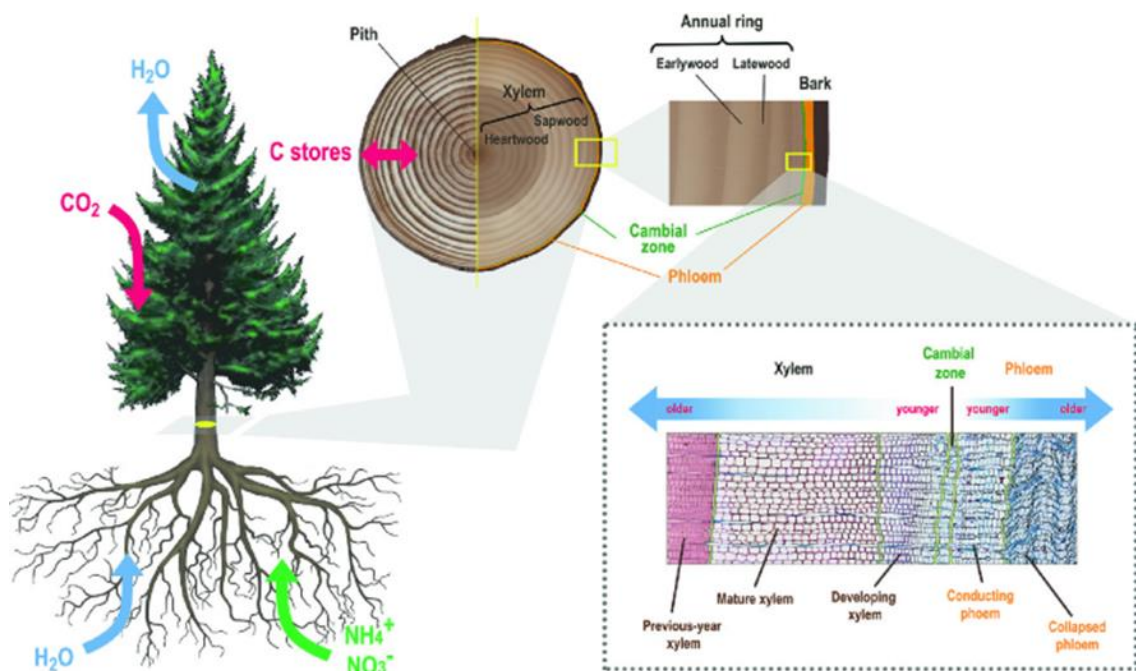 H₂O
CO₂
H₂O
NH₄⁺
NO₃⁻
Pith
Xylem
Sapwood
Heartwood
C stores
Annual ring
Earlywood Latewood
Bark
Cambial
zone
Phloem
Cambial
zone
Xylem
Phloem
older younger younger older
Previous-year
xylem
Mature xylem
Developing
xylem
Conducting
phoem
Collapsed
phloem